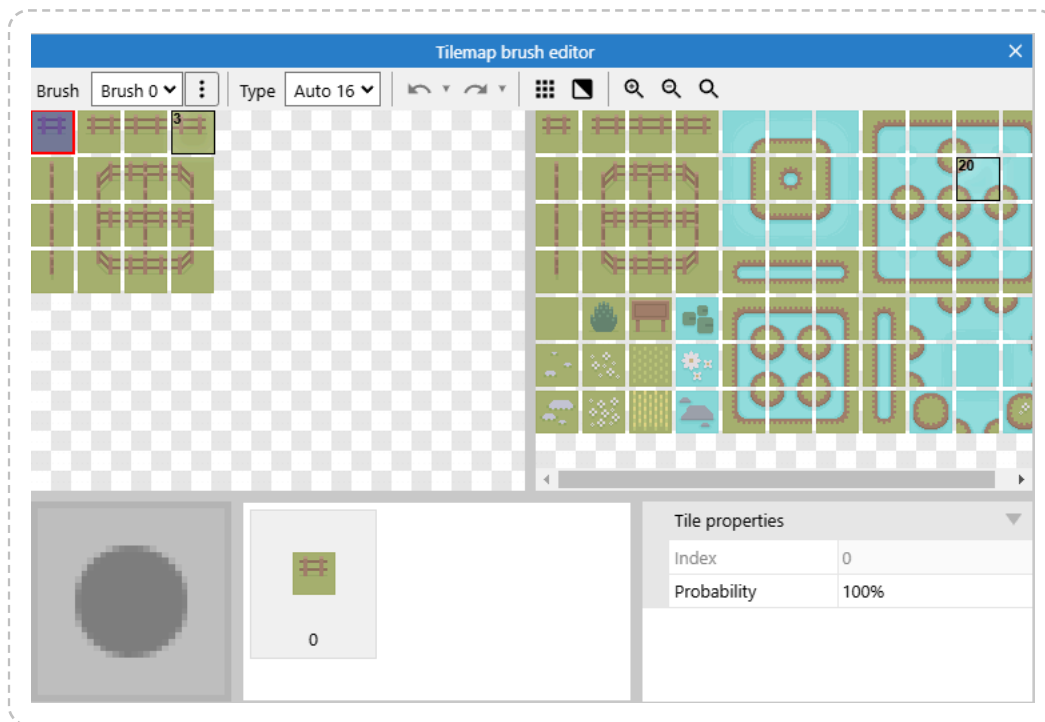 Tilemap brush editor
Brush Brush 0 Type Auto 16
3
20
Tile properties
Index 0
Probability 100%
0